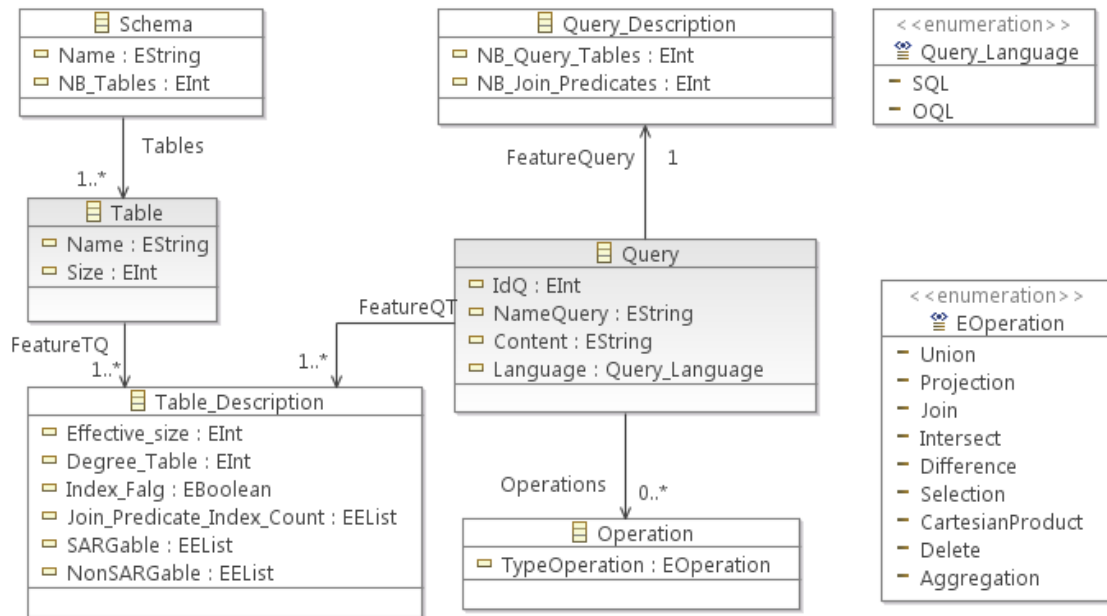 Schema
Name : EString
NB_Tables : EInt
Tables
1..*
Table
Name : EString
Size : EInt
FeatureTQ
1..*
Table_Description
Effective_size : EInt
Degree_Table : EInt
Index_Falg : EBoolean
Join_Predicate_Index_Count : EEList
SARGable : EEList
NonSARGable : EEList
Query_Description
NB_Query_Tables : EInt
NB_Join_Predicates : EInt
FeatureQuery
1
Query
IdQ : EInt
NameQuery : EString
Content : EString
Language : Query_Language
FeatureQT
1..*
Operations
0..*
Operation
TypeOperation : EOperation
<<enumeration>>
Query_Language
SQL
OQL
<<enumeration>>
EOperation
Union
Projection
Join
Intersect
Difference
Selection
CartesianProduct
Delete
Aggregation